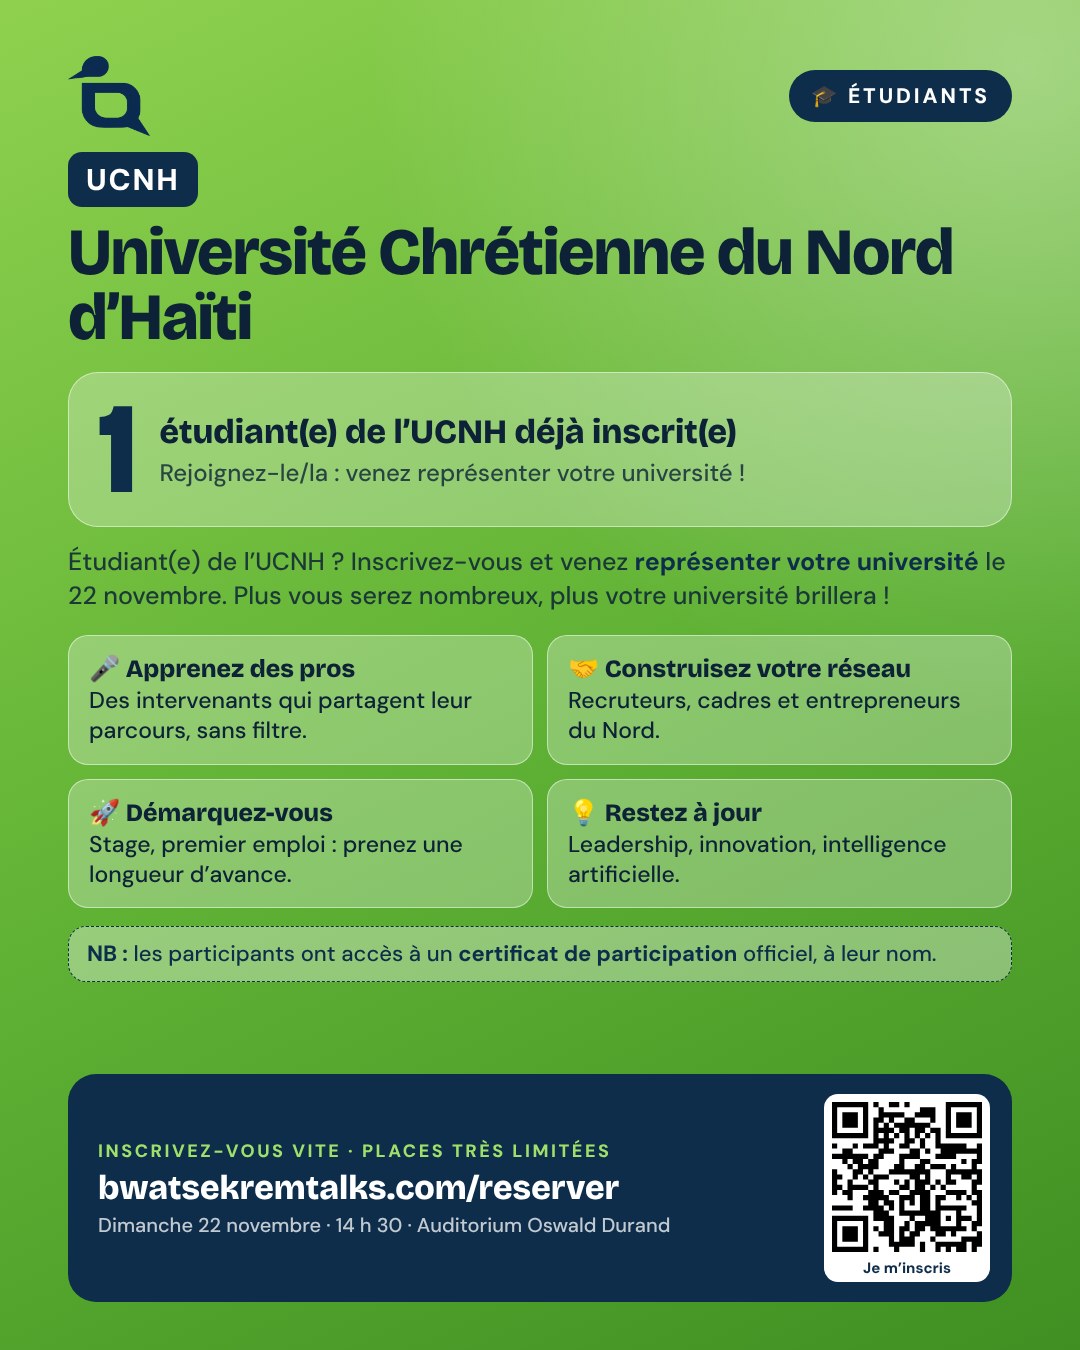 🎓 ÉTUDIANTS
UCNH
Université Chrétienne du Nord
d’Haïti
1
étudiant(e) de l’UCNH déjà inscrit(e)
Rejoignez-le/la : venez représenter votre université !
Étudiant(e) de l’UCNH ? Inscrivez-vous et venez représenter votre université le
22 novembre. Plus vous serez nombreux, plus votre université brillera !
🎤 Apprenez des pros
Des intervenants qui partagent leur
parcours, sans filtre.
🤝 Construisez votre réseau
Recruteurs, cadres et entrepreneurs
du Nord.
🚀 Démarquez-vous
Stage, premier emploi : prenez une
longueur d’avance.
💡 Restez à jour
Leadership, innovation, intelligence
artificielle.
NB : les participants ont accès à un certificat de participation officiel, à leur nom.
INSCRIVEZ-VOUS VITE · PLACES TRÈS LIMITÉES
bwatsekremtalks.com/reserver
Dimanche 22 novembre · 14 h 30 · Auditorium Oswald Durand
Je m’inscris